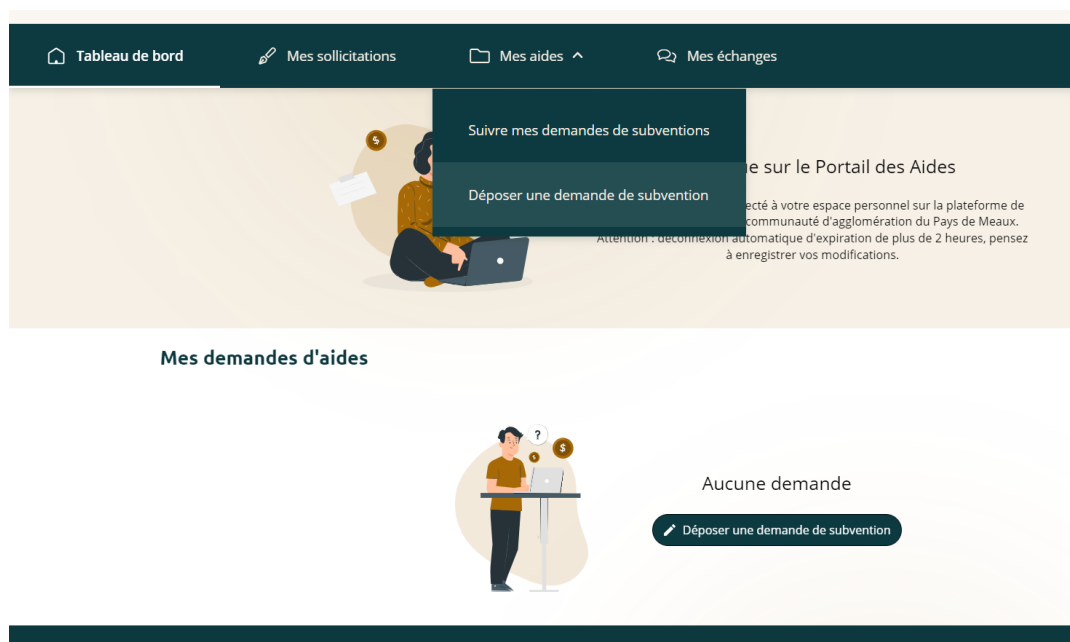 Tableau de bord
Mes sollicitations
Mes aides
Mes échanges
Suivre mes demandes de subventions
Déposer une demande de subvention
sur le Portail des Aides
à votre espace personnel sur la plateforme de
communauté d'agglomération du Pays de Meaux.
Attention : déconnexion automatique d'expiration de plus de 2 heures, pensez
à enregistrer vos modifications.
Mes demandes d'aides
?
$
$
$
Aucune demande
Déposer une demande de subvention